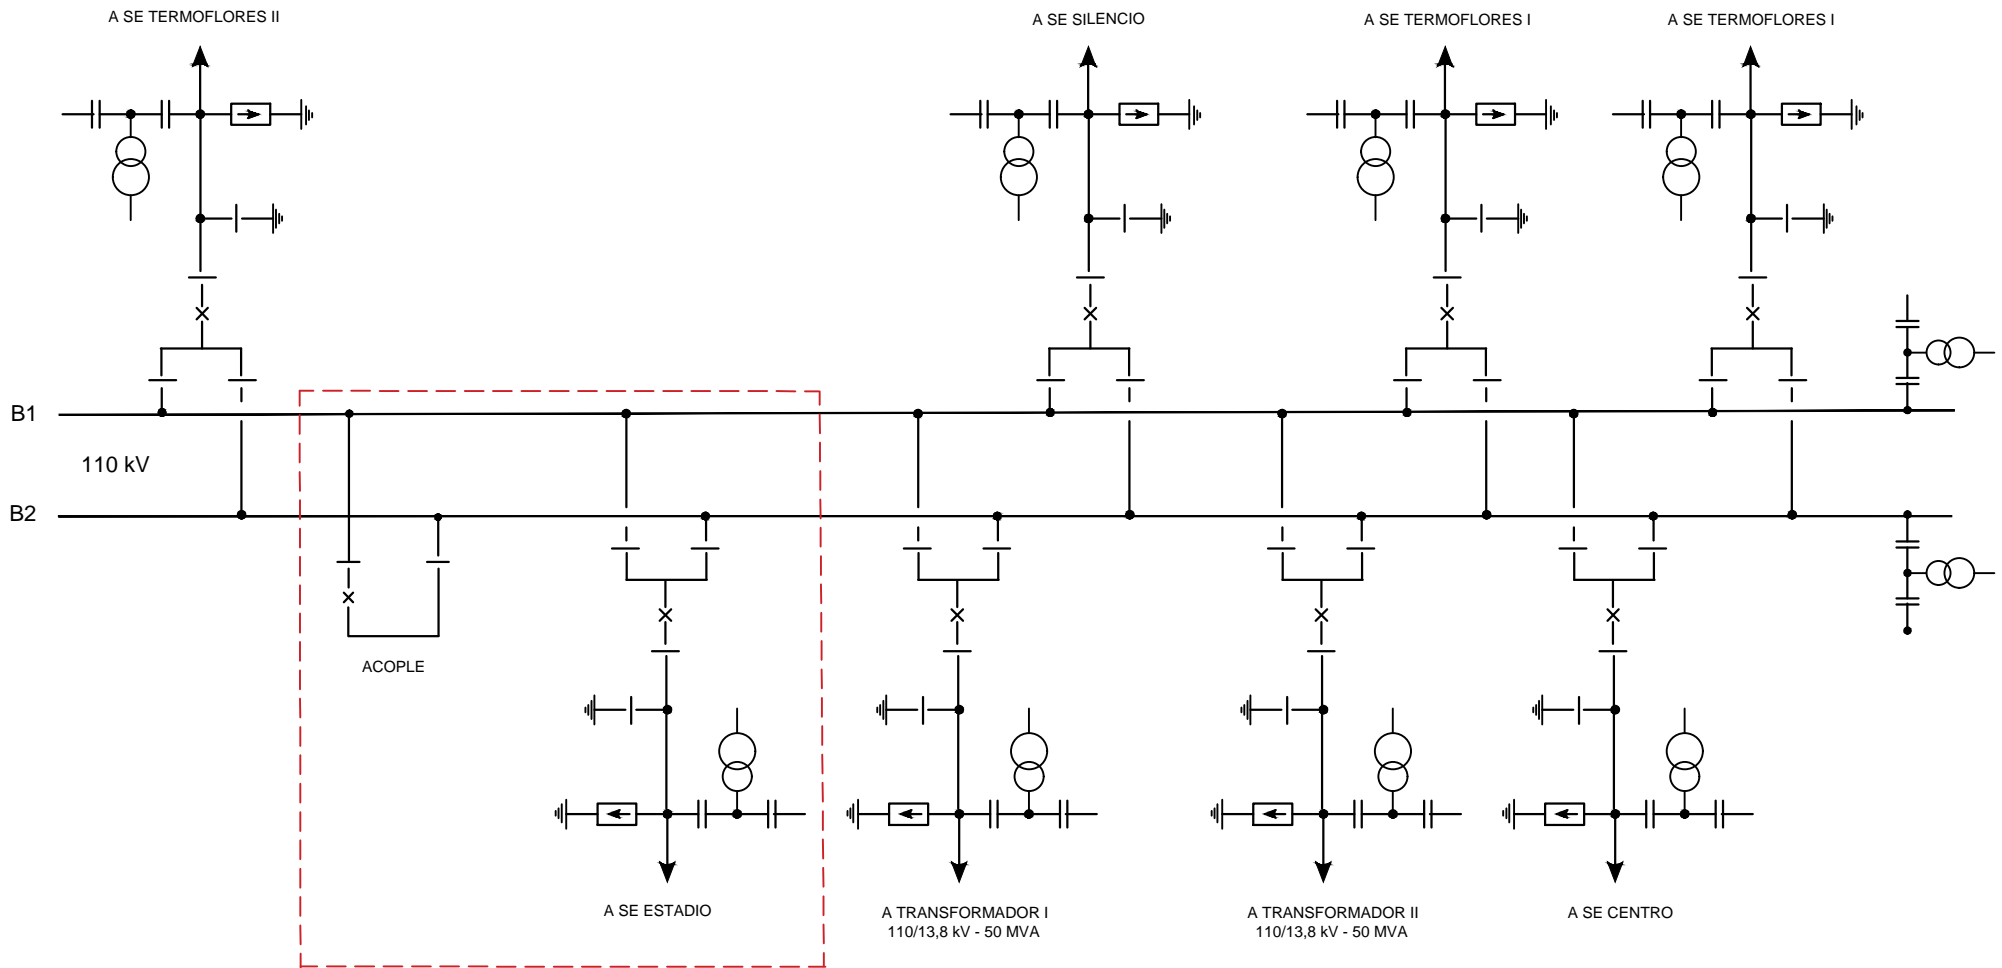 A SE TERMOFLORES II
A SE SILENCIO
A SE TERMOFLORES I
A SE TERMOFLORES I
B1
110 kV
B2
ACOPLE
A SE ESTADIO
A TRANSFORMADOR I
110/13,8 kV - 50 MVA
A TRANSFORMADOR II
110/13,8 kV - 50 MVA
A SE CENTRO